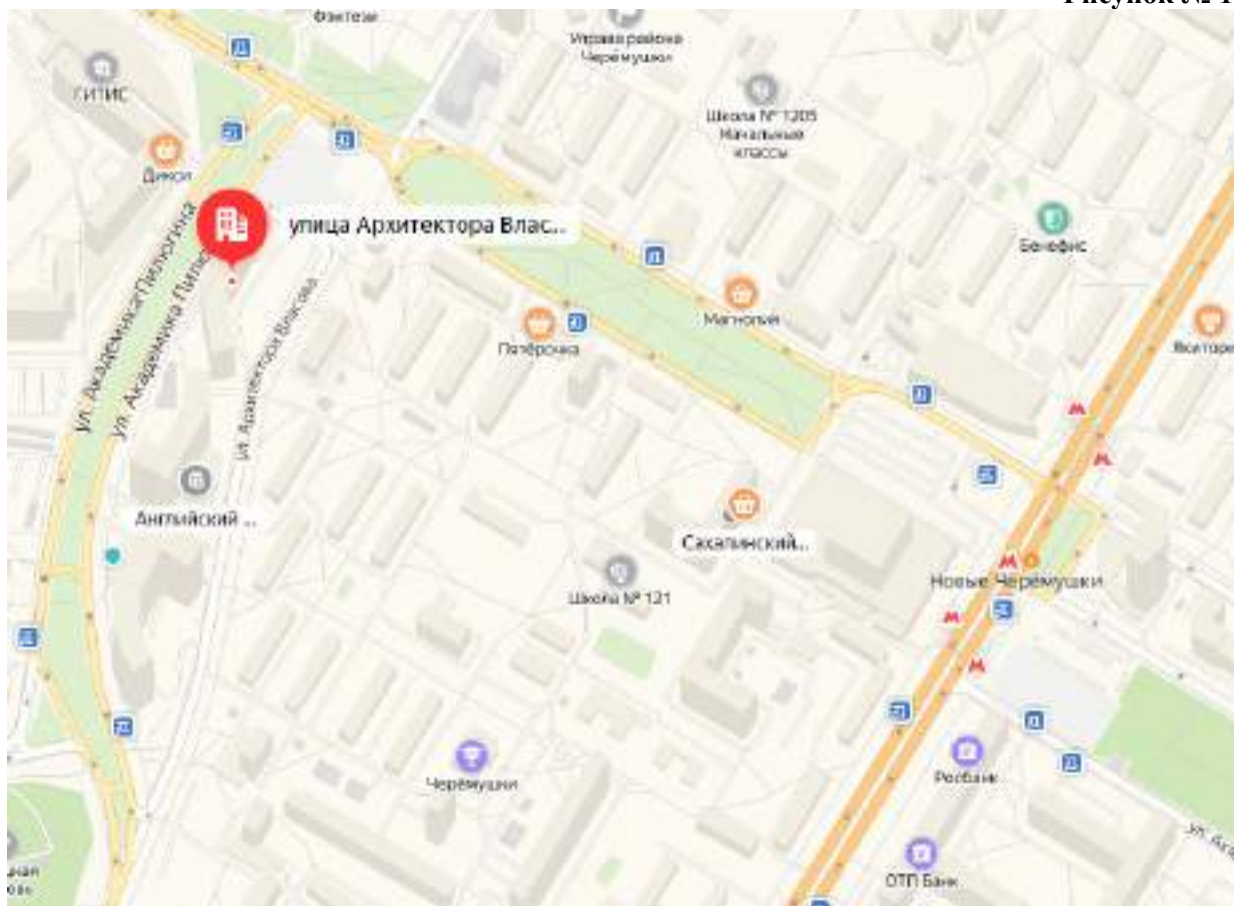 Рисунок № 1
Фэнтези
Управа района
Черёмушки
ГИТИС
Школа № 1205
Начальные
классы
Дикси
ул. Академика Пилюгина
улица Архитектора Влас...
Бенефис
ул. Академика
Магнолия
Пятёрочка
ул. Архитектора Власова
Английский ...
Сахалинский...
Новые Черёмушки
Школа № 121
Черёмушки
Росбанк
ОТП Банк